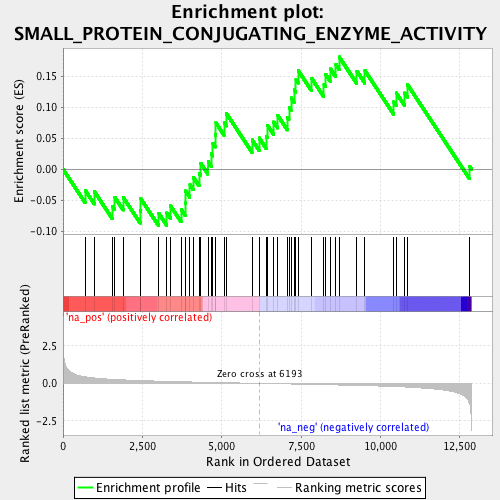 Enrichment plot:
SMALL_PROTEIN_CONJUGATING_ENZYME_ACTIVITY
Enrichment score (ES)
0.15
0.10
0.05
0.00
-0.05
-0.10
'na_pos' (positively correlated)
Ranked list metric (PreRanked)
2.5
0.0
-2.5
Zero cross at 6193
'na_neg' (negatively correlated)
0
2,500
5,000
7,500
10,000
12,500
Rank in Ordered Dataset
Enrichment profile
Hits
Ranking metric scores